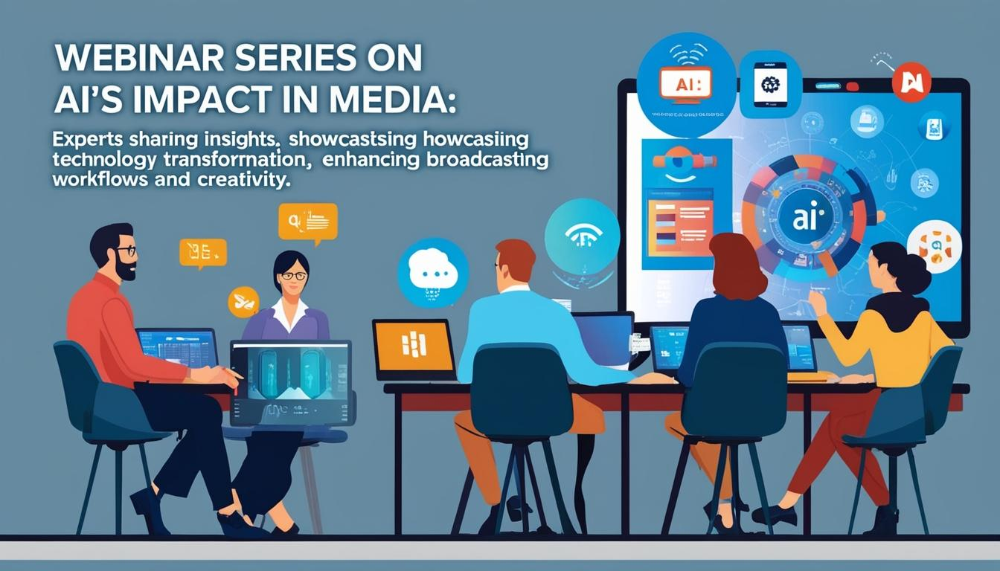 WEBINAR SERIES ON
AI'S IMPACT IN MEDIA:
Experts sharing insights, showcastsing howcasiing
technology transforrnation, enhancing broadcasting
workflows and creativity.
AI:
ai